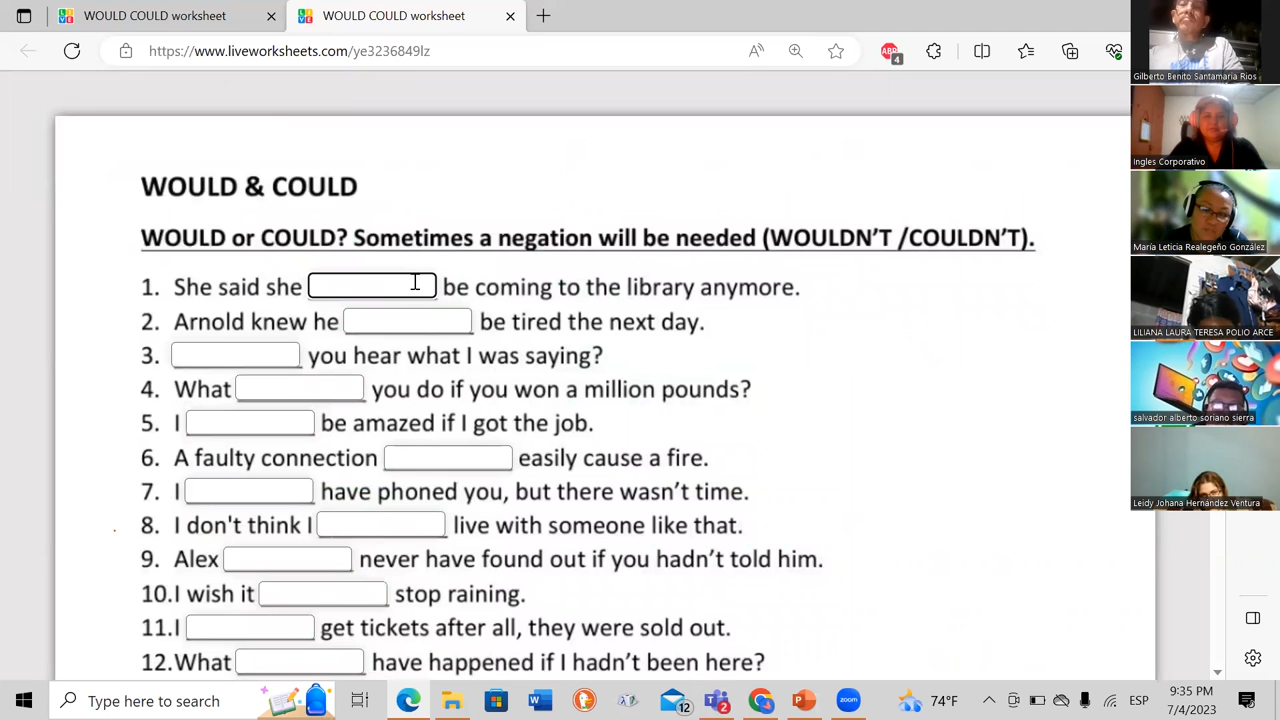 WOULD COULD worksheet
WOULD COULD worksheet
https://www.liveworksheets.com/ye3236849lz
ABP
4
WOULD & COULD
WOULD or COULD? Sometimes a negation will be needed (WOULDN'T /COULDN'T).
1. She said she be coming to the library anymore.
2. Arnold knew he be tired the next day.
3. you hear what I was saying?
4. What you do if you won a million pounds?
5. I be amazed if I got the job.
6. A faulty connection easily cause a fire.
7. I have phoned you, but there wasn't time.
8. I don't think I live with someone like that.
9. Alex never have found out if you hadn't told him.
10. I wish it stop raining.
11. I get tickets after all, they were sold out.
12. What have happened if I hadn't been here?
Gilberto Benito Santamaria Rios
Ingles Corporativo
María Leticia Realegeño González
LILIANA LAURA TERESA POLIO ARCE
salvador alberto soriano sierra
Leidy Johana Hernández Ventura
Type here to search
12
2
zoom
74°F
ESP
9:35 PM
7/4/2023